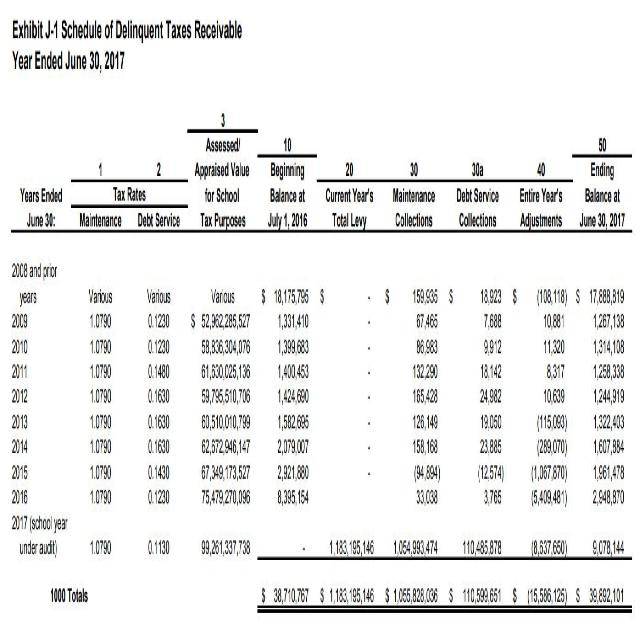 Exhibit J-1 Schedule of Delinquent Taxes Receivable
Year Ended June 30, 2017
3
Assessed/ 10 50
1 2 Appraised Value Beginning 20 30 30a 40 Ending
Years Ended Tax Rates for School Balance at Current Year's Maintenance Debt Service Entire Year's Balance at
June 30: Maintenance Debt Service Tax Purposes July 1, 2016 Total Levy Collections Collections Adjustments June 30, 2017
2008 and prior
years Various Various Various $ 18,175,795 $ - $ 159,935 $ 18,923 $ (108,118) $ 17,888,819
2009 1.0790 0.1230 $ 52,962,285,527 1,331,410 - 67,465 7,688 10,881 1,267,138
2010 1.0790 0.1230 58,836,304,076 1,399,683 - 86,983 9,912 11,320 1,314,108
2011 1.0790 0.1480 61,630,025,136 1,400,453 - 132,290 18,142 8,317 1,258,338
2012 1.0790 0.1630 59,795,510,706 1,424,690 - 165,428 24,982 10,639 1,244,919
2013 1.0790 0.1630 60,510,010,799 1,582,695 - 126,149 19,050 (115,093) 1,322,403
2014 1.0790 0.1630 62,572,946,147 2,079,007 - 158,168 23,885 (289,070) 1,607,884
2015 1.0790 0.1430 67,349,173,527 2,921,880 - (94,894) (12,574) (1,067,870) 1,961,478
2016 1.0790 0.1230 75,479,270,096 8,395,154 33,038 3,765 (5,409,481) 2,948,870
2017 (school year
under audit) 1.0790 0.1130 99,261,337,738 - 1,183,195,146 1,054,993,474 110,485,878 (8,637,650) 9,078,144
1000 Totals $ 38,710,767 $ 1,183,195,146 $ 1,055,828,036 $ 110,599,651 $ (15,586,125) $ 39,892,101